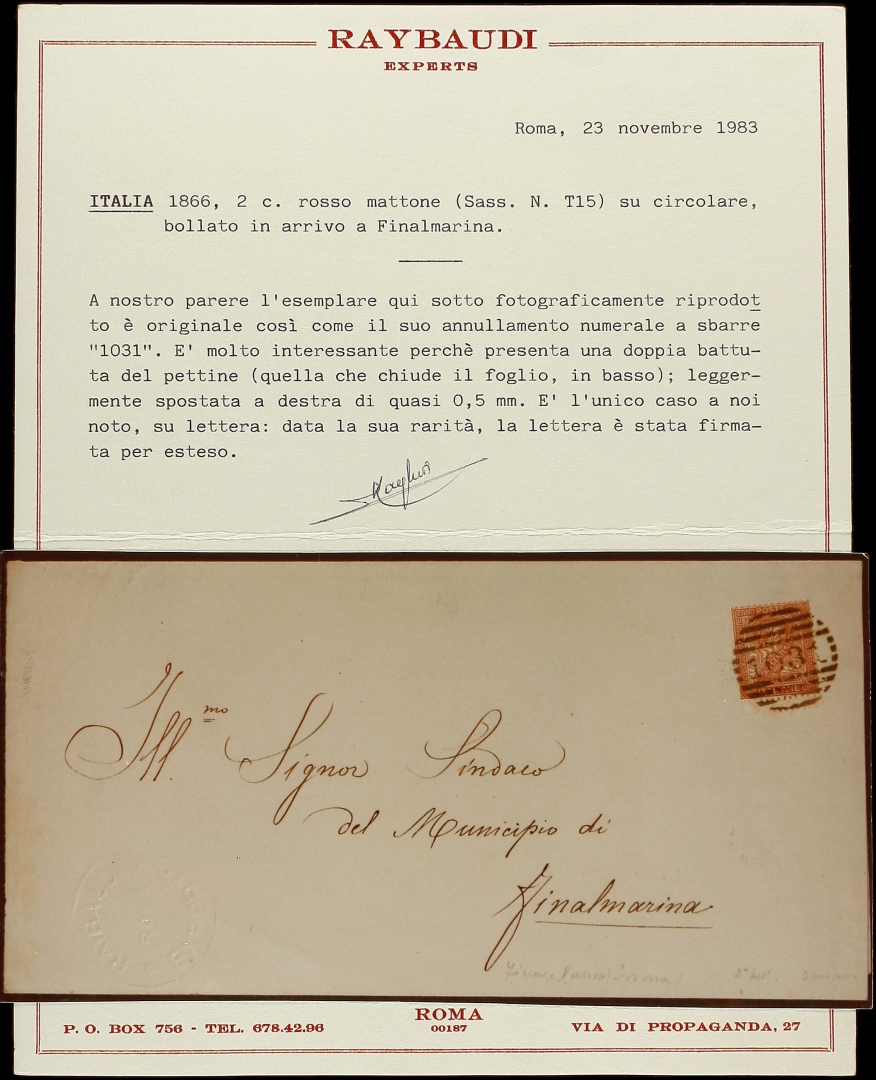 RAYBAUDI
EXPERTS
Roma, 23 novembre 1983
ITALIA 1866, 2 c. rosso mattone (Sass. N. T15) su circolare,
bollato in arrivo a Finalmarina.
A nostro parere l'esemplare qui sotto fotograficamente riprodot
to è originale così come il suo annullamento numerale a sbarre
"1031". E' molto interessante perchè presenta una doppia battu-
ta del pettine (quella che chiude il foglio, in basso); legger-
mente spostata a destra di quasi 0,5 mm. E' l'unico caso a noi
noto, su lettera: data la sua rarità, la lettera è stata firma-
ta per esteso.
POST
Ill.mo Signor Sindaco
del Municipio di
Finalmarina
RAYBAUDI
ROMA
P. O. BOX 756 - TEL. 678.42.96
00187
VIA DI PROPAGANDA, 27